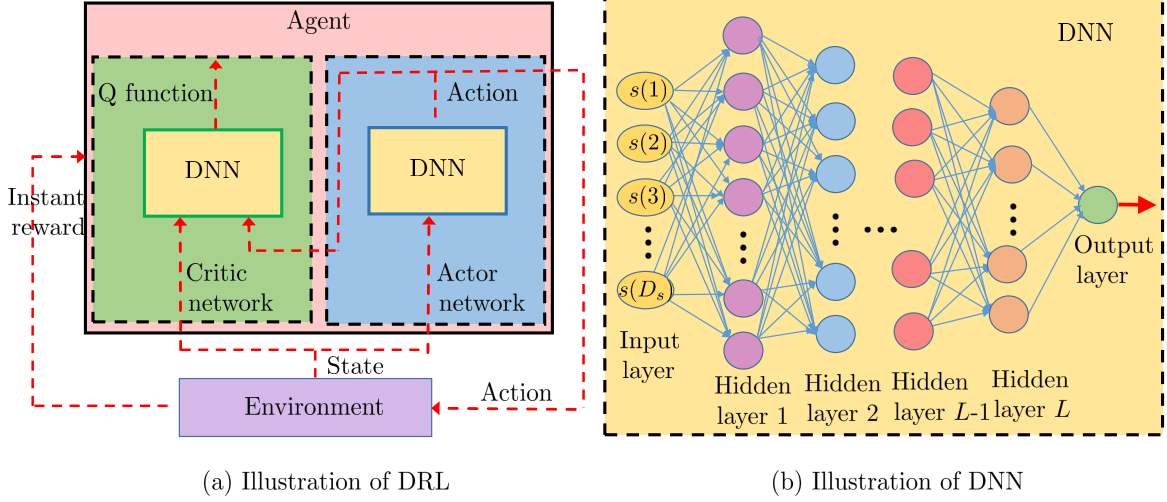 Agent
Q function
Action
DNN
DNN
Instant
reward
Critic
network
Actor
network
State
Environment
Action
(a) Illustration of DRL
DNN
s(1)
s(2)
s(3)
s(Dₛ)
Input
layer
Hidden
layer 1
Hidden
layer 2
Hidden
layer L-1
Hidden
layer L
Output
layer
(b) Illustration of DNN